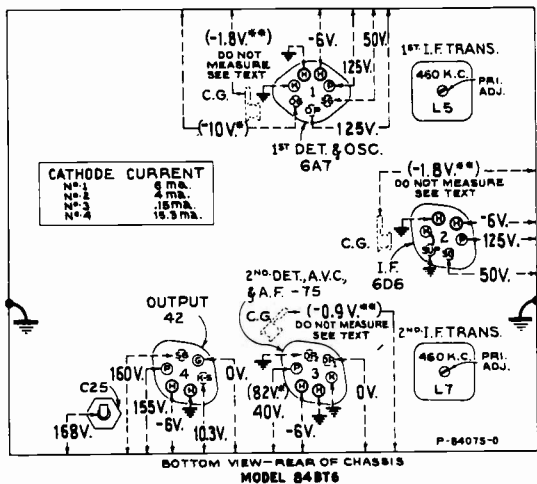 (-1.8V.**)
DO NOT
MEASURE
SEE TEXT
-6V.
50V.
125V.
1ST. I.F. TRANS.
460 K.C.
PRI.
ADJ.
L5
C.G.
H
H
K
P
1
SG
OP
(-10V.*)
125V.
1ST DET. & OSC.
6A7
CATHODE CURRENT
Nº.1 6 ma.
Nº.2 4 ma.
Nº.3 .15 ma.
Nº.4 15.5 ma.
(-1.8V.**)
DO NOT MEASURE
SEE TEXT
C.G.
H
H
K
2
P
SUP
SG
-6V.
125V.
50V.
I.F.
6D6
2ND. DET., A.V.C.,
& A.F. -75
C.G.
(-0.9V.**)
DO NOT MEASURE
SEE TEXT
2ND. I.F. TRANS.
460 K.C.
PRI.
ADJ.
L7
OUTPUT
42
SG
G
P
4
K-S
H
H
P
3
K
H
H
C25
160V.
0V.
(82V.*)
40V.
0V.
168V.
155V.
-6V.
10.3V.
-6V.
P-84075-0
BOTTOM VIEW—REAR OF CHASSIS
MODEL 84BT6